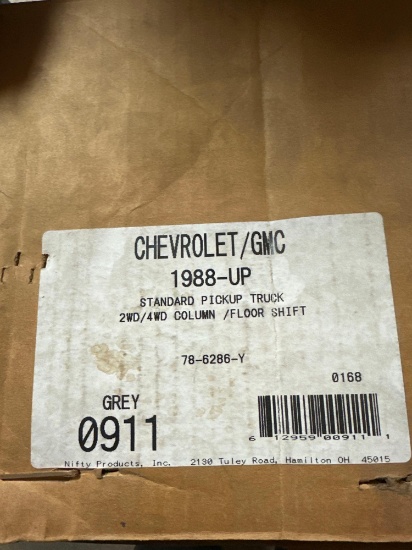 CHEVROLET/GMC
1988-UP
STANDARD PICKUP TRUCK
2WD/4WD COLUMN /FLOOR SHIFT
78-6286-Y
0168
GREY
0911
6 12959 00911 1
Nifty Products, Inc. 2130 Tuley Road, Hamilton OH 45015